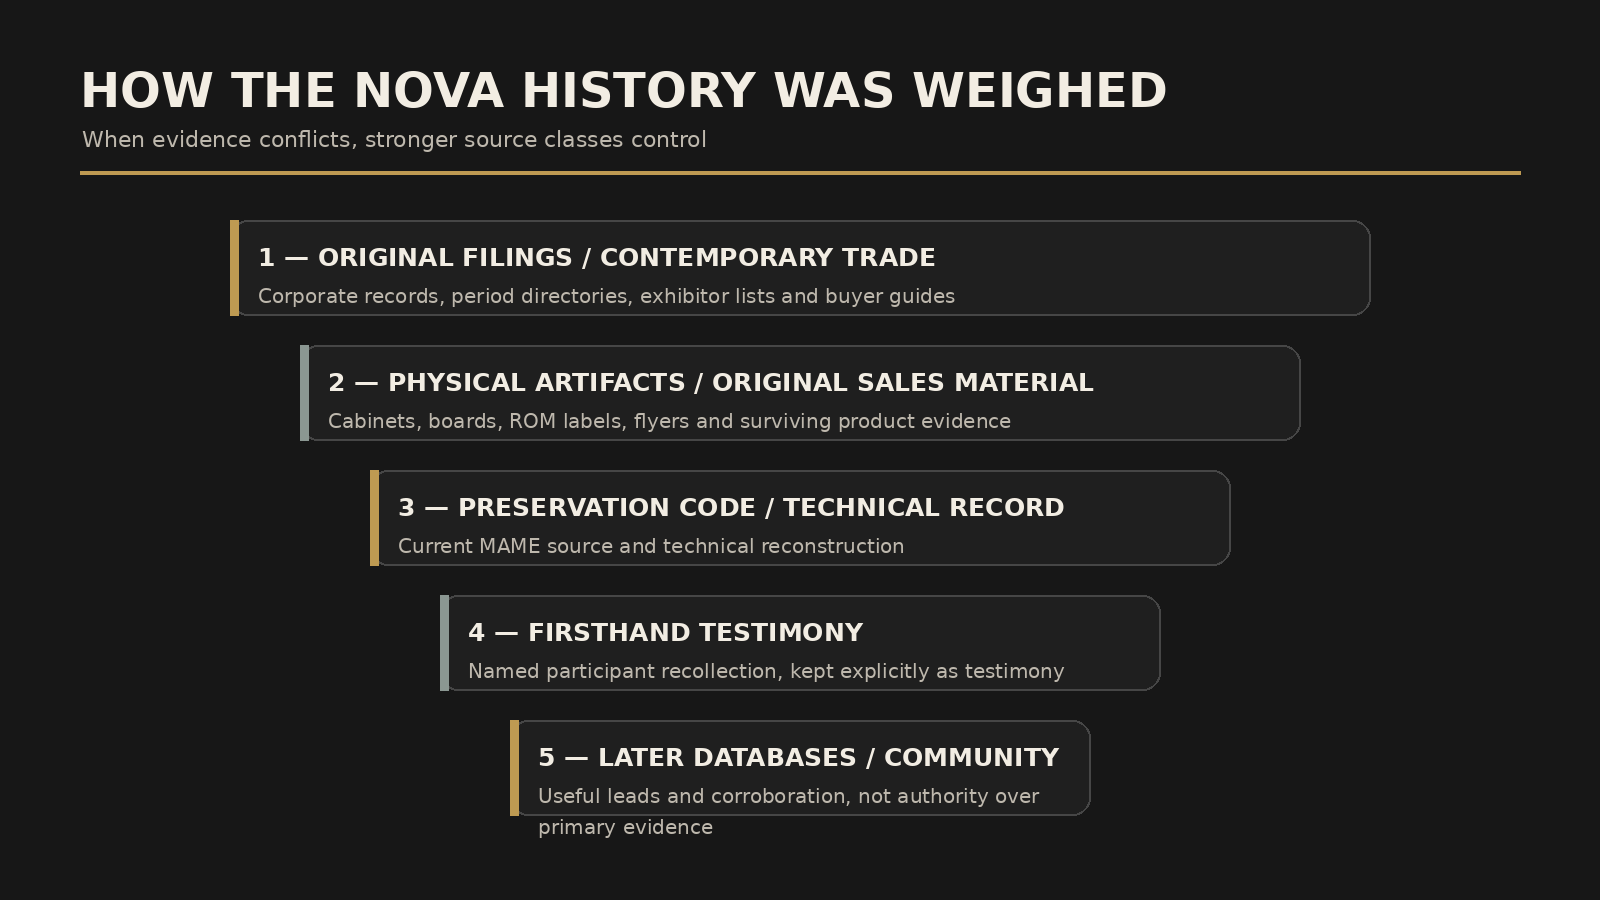 HOW THE NOVA HISTORY WAS WEIGHED
When evidence conflicts, stronger source classes control
1 — ORIGINAL FILINGS / CONTEMPORARY TRADE
Corporate records, period directories, exhibitor lists and buyer guides
2 — PHYSICAL ARTIFACTS / ORIGINAL SALES MATERIAL
Cabinets, boards, ROM labels, flyers and surviving product evidence
3 — PRESERVATION CODE / TECHNICAL RECORD
Current MAME source and technical reconstruction
4 — FIRSTHAND TESTIMONY
Named participant recollection, kept explicitly as testimony
5 — LATER DATABASES / COMMUNITY
Useful leads and corroboration, not authority over
primary evidence